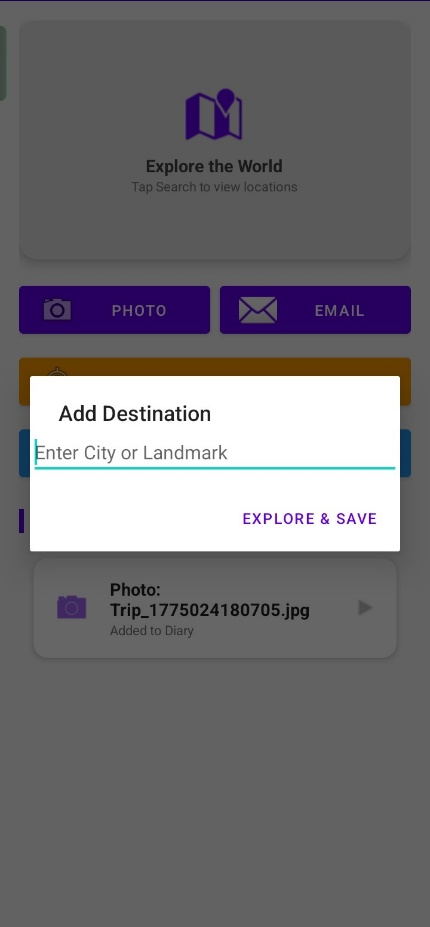 Explore the World
Tap Search to view locations
PHOTO
EMAIL
Add Destination
Enter City or Landmark
EXPLORE & SAVE
Photo:
Trip_1775024180705.jpg
Added to Diary